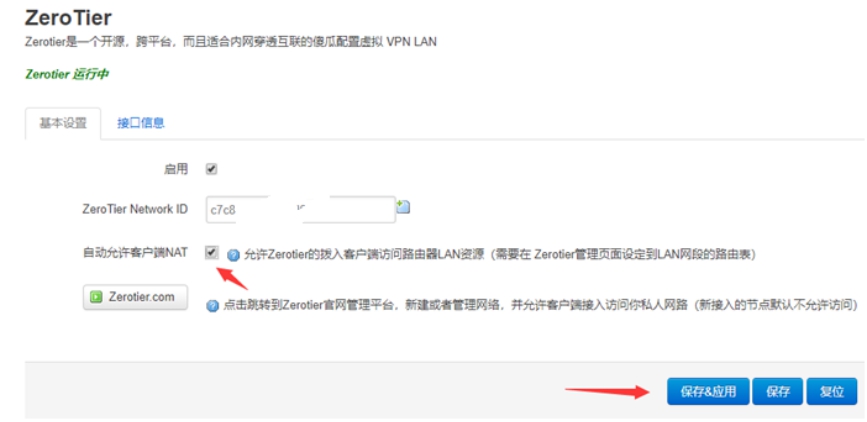 ZeroTier
Zerotier是一个开源，跨平台，而且适合内网穿透互联的傻瓜配置虚拟 VPN LAN
Zerotier 运行中
基本设置 接口信息
启用
ZeroTier Network ID c7c8
自动允许客户端NAT 允许Zerotier的拨入客户端访问路由器LAN资源（需要在 Zerotier管理页面设定到LAN网段的路由表）
Zerotier.com 点击跳转到Zerotier官网管理平台，新建或者管理网络，并允许客户端接入访问你私人网路（新接入的节点默认不允许访问）
保存&应用 保存 复位